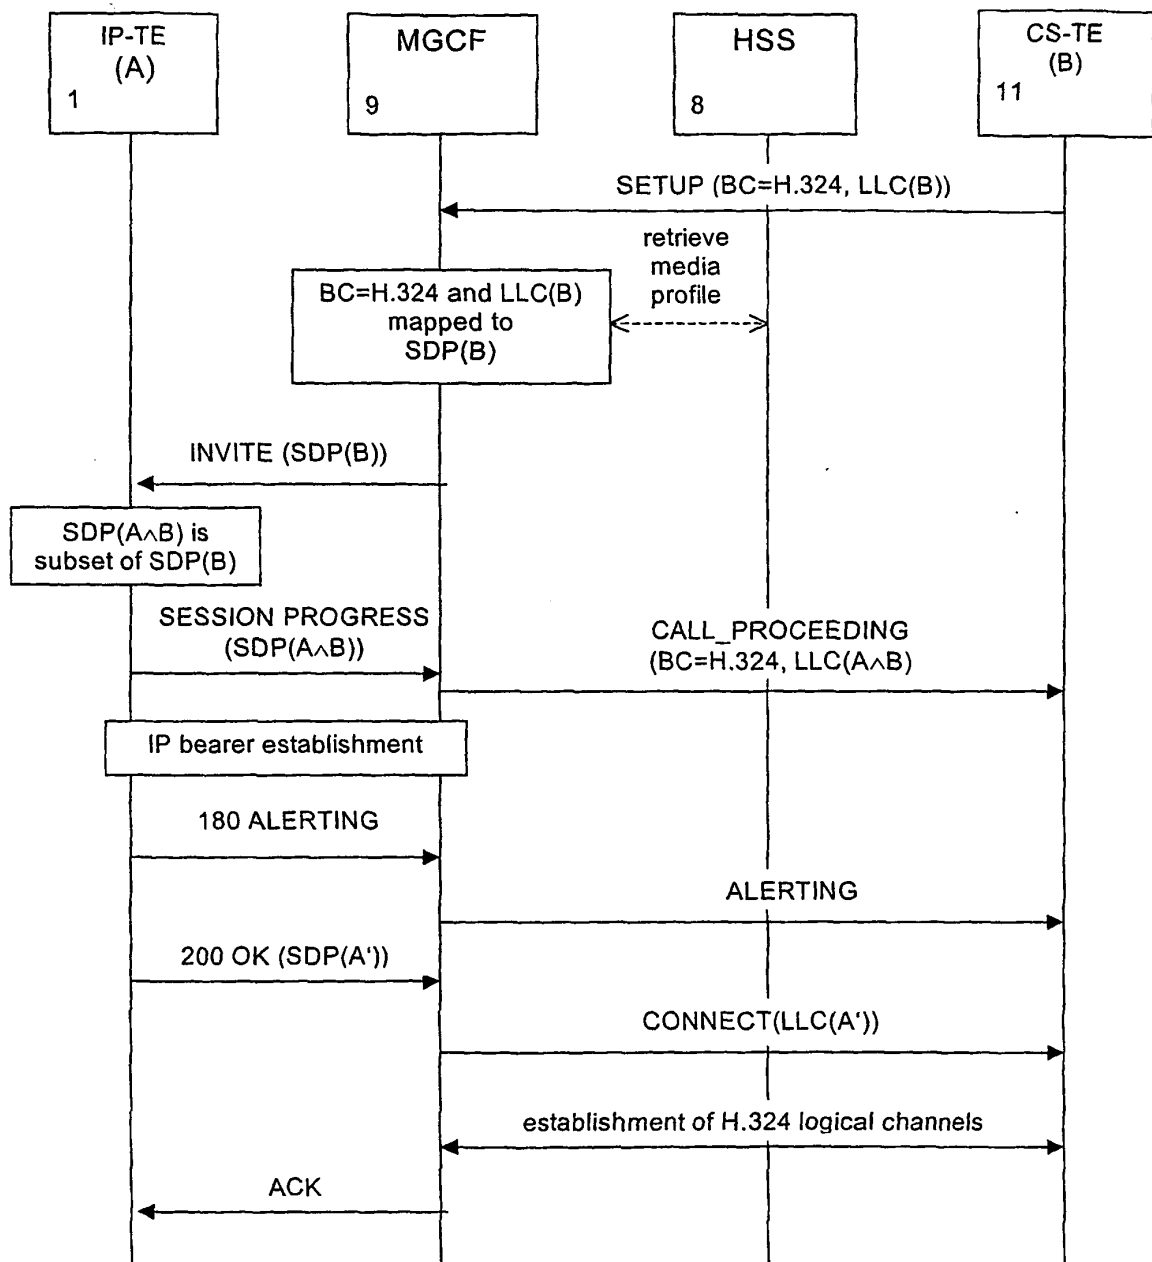 IP-TE
(A)
1
MGCF
9
HSS
8
CS-TE
(B)
11
SETUP (BC=H.324, LLC(B))
retrieve
media
profile
BC=H.324 and LLC(B)
mapped to
SDP(B)
INVITE (SDP(B))
SDP(A∧B) is
subset of SDP(B)
SESSION PROGRESS
(SDP(A∧B))
CALL_PROCEEDING
(BC=H.324, LLC(A∧B)
IP bearer establishment
180 ALERTING
ALERTING
200 OK (SDP(A'))
CONNECT(LLC(A'))
establishment of H.324 logical channels
ACK